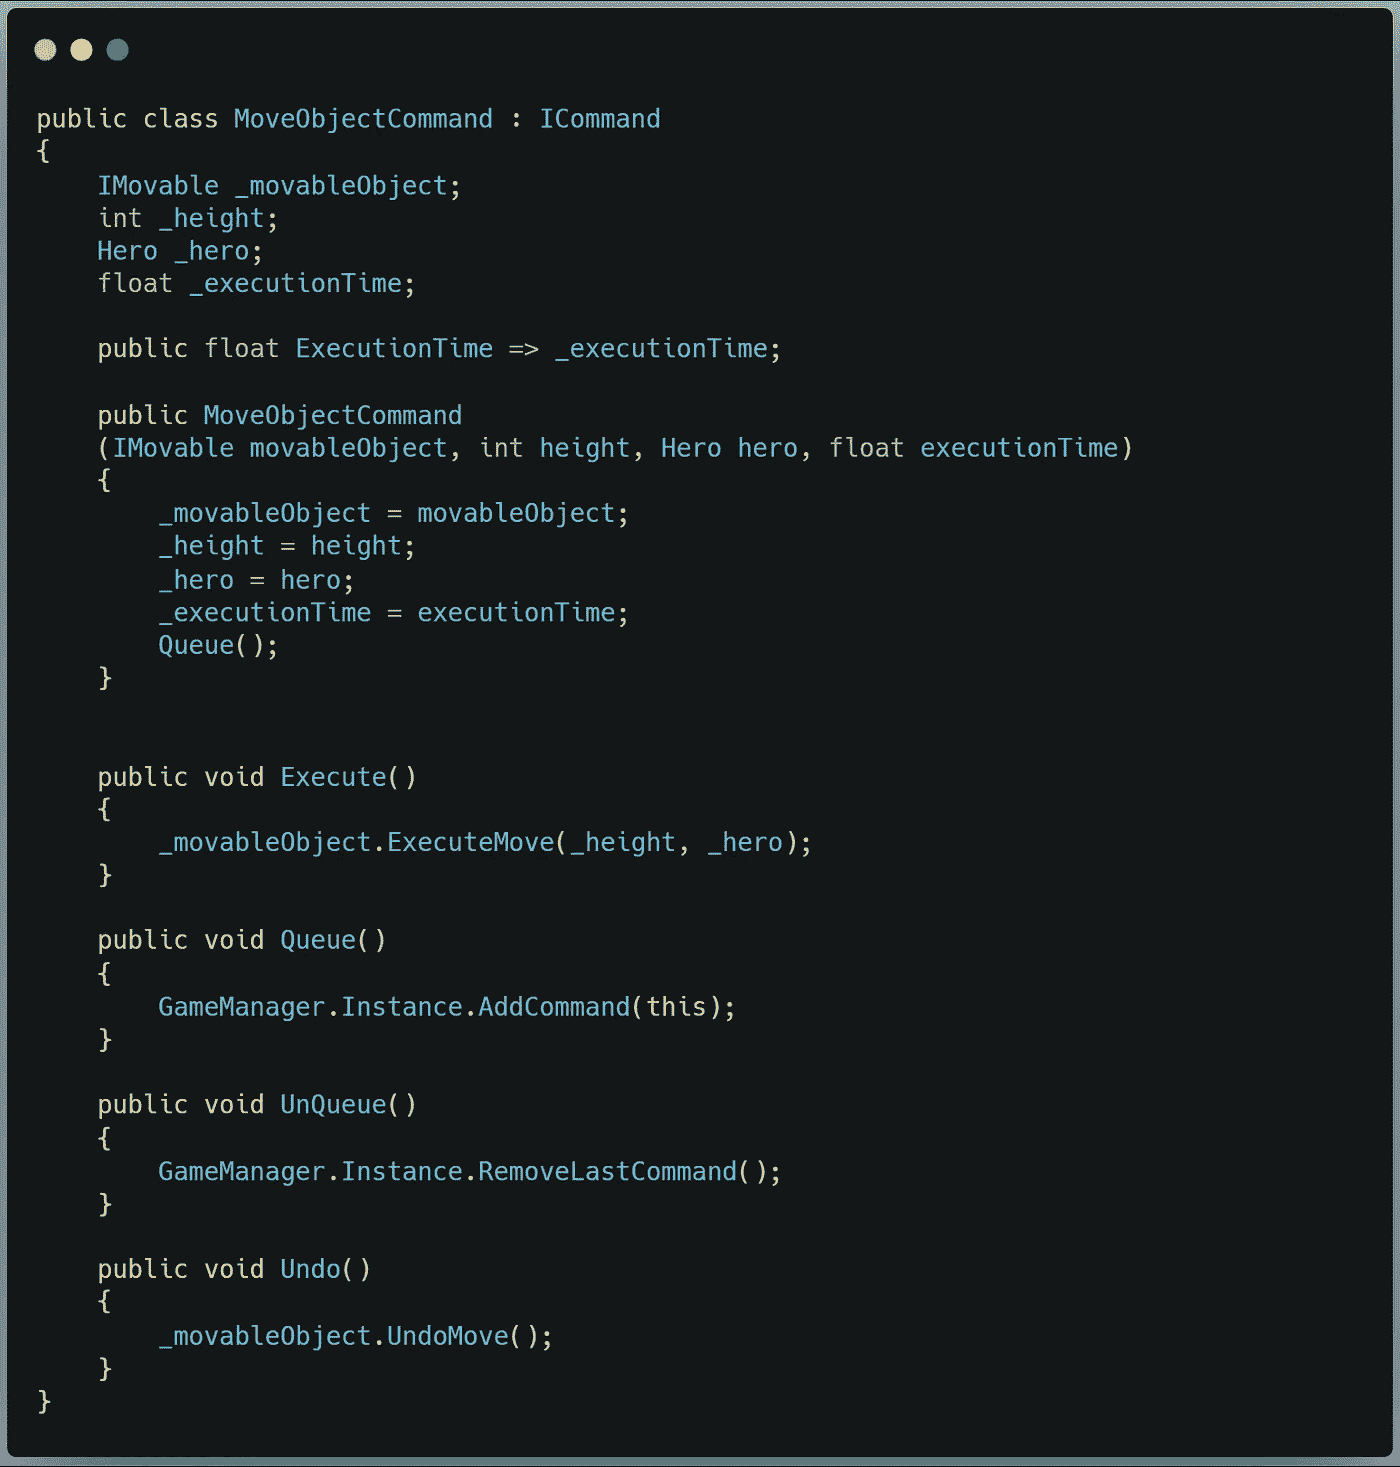 public class MoveObjectCommand : ICommand
{
    IMovable _movableObject;
    int _height;
    Hero _hero;
    float _executionTime;

    public float ExecutionTime => _executionTime;

    public MoveObjectCommand
    (IMovable movableObject, int height, Hero hero, float executionTime)
    {
        _movableObject = movableObject;
        _height = height;
        _hero = hero;
        _executionTime = executionTime;
        Queue();
    }


    public void Execute()
    {
        _movableObject.ExecuteMove(_height, _hero);
    }

    public void Queue()
    {
        GameManager.Instance.AddCommand(this);
    }

    public void UnQueue()
    {
        GameManager.Instance.RemoveLastCommand();
    }

    public void Undo()
    {
        _movableObject.UndoMove();
    }
}